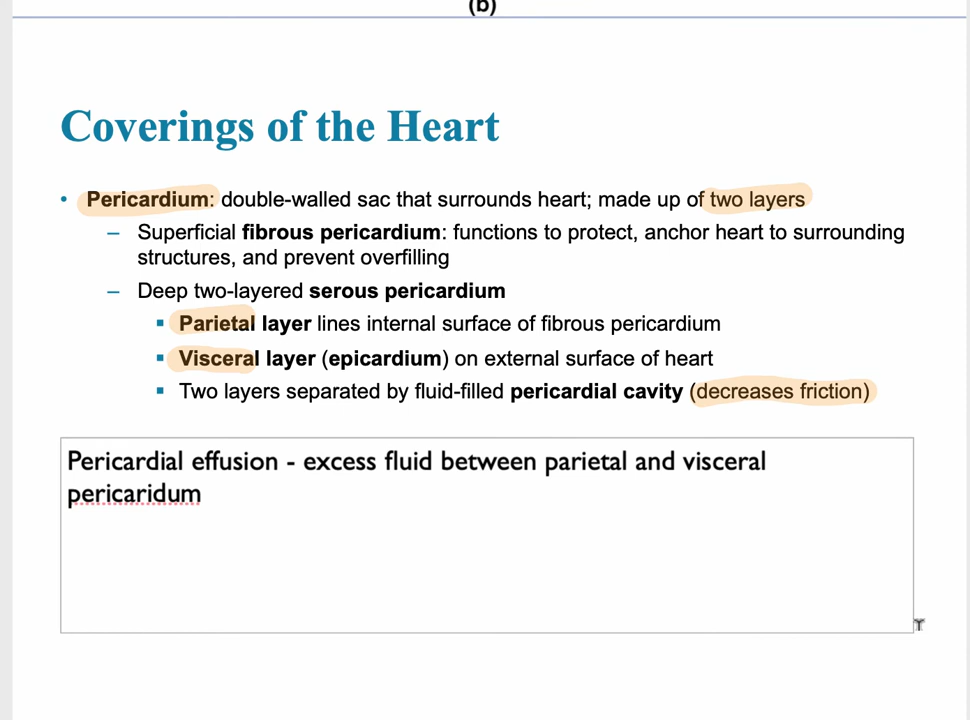 (b)
Coverings of the Heart
• Pericardium: double-walled sac that surrounds heart; made up of two layers
– Superficial fibrous pericardium: functions to protect, anchor heart to surrounding
structures, and prevent overfilling
– Deep two-layered serous pericardium
▪ Parietal layer lines internal surface of fibrous pericardium
▪ Visceral layer (epicardium) on external surface of heart
▪ Two layers separated by fluid-filled pericardial cavity (decreases friction)
Pericardial effusion - excess fluid between parietal and visceral
pericaridum